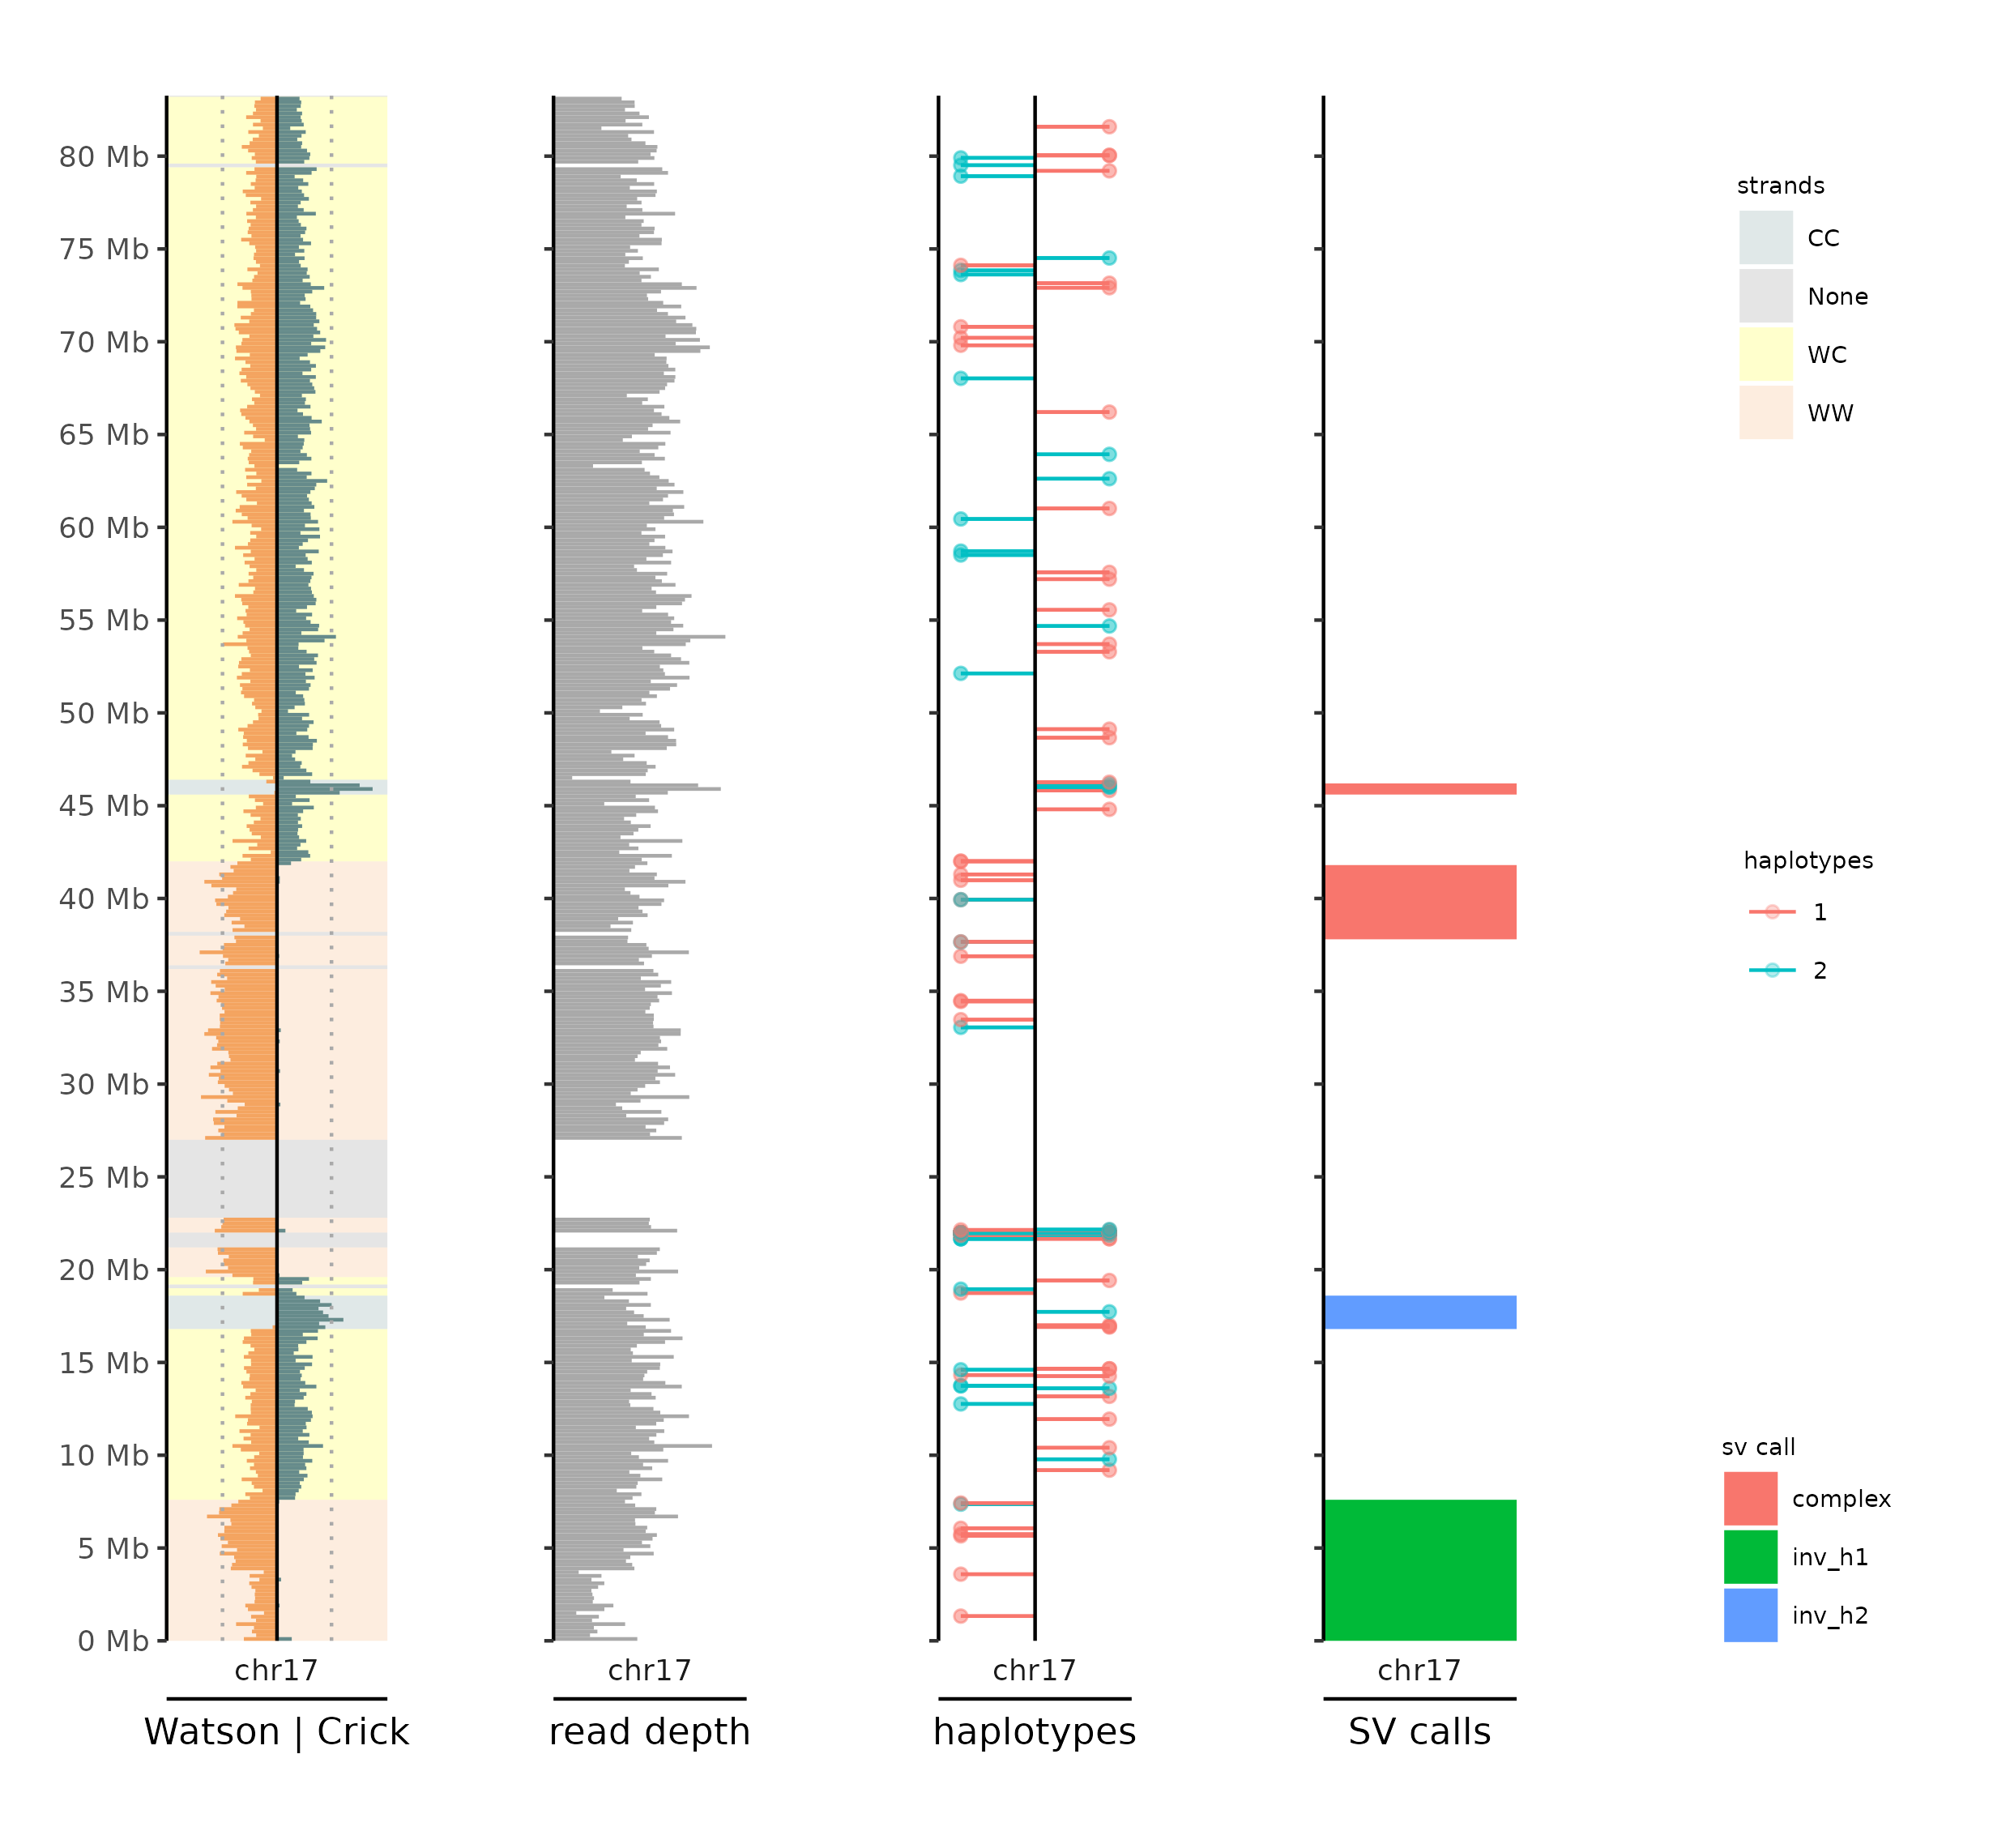 80 Mb
75 Mb
70 Mb
65 Mb
60 Mb
55 Mb
50 Mb
45 Mb
40 Mb
35 Mb
30 Mb
25 Mb
20 Mb
15 Mb
10 Mb
5 Mb
0 Mb
chr17
Watson | Crick
chr17
read depth
chr17
haplotypes
chr17
SV calls
strands
CC
None
WC
WW
haplotypes
1
2
sv call
complex
inv_h1
inv_h2